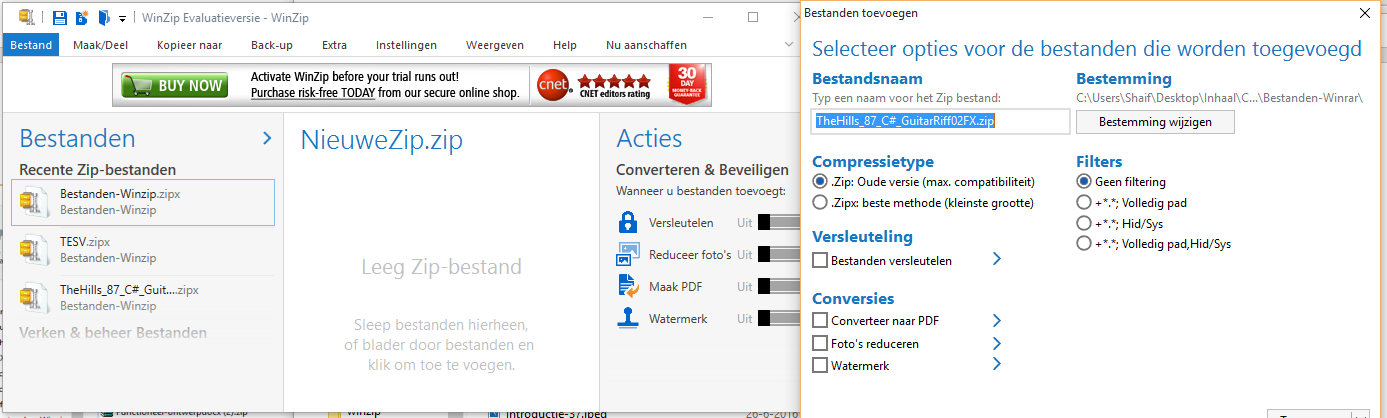 WinZip Evaluatieversie - WinZip
Bestand Maak/Deel Kopieer naar Back-up Extra Instellingen Weergeven Help Nu aanschaffen
BUY NOW
Activate WinZip before your trial runs out!
Purchase risk-free TODAY from our secure online shop.
cnet
CNET editors rating
30
DAY
MONEY-BACK
GUARANTEE
Bestanden
Recente Zip-bestanden
Bestanden-Winzip.zipx
Bestanden-Winzip
TESV.zipx
Bestanden-Winzip
TheHills_87_C#_Guit....zipx
Bestanden-Winzip
Verken & beheer Bestanden
NieuweZip.zip
Leeg Zip-bestand
Sleep bestanden hierheen,
of blader door bestanden en
klik om toe te voegen.
Acties
Converteren & Beveiligen
Wanneer u bestanden toevoegt:
Versleutelen Uit
Reduceer foto's Uit
Maak PDF Uit
Watermerk Uit
Functioneel-ontwerpdocx (2).zip
winzip
Introductie-37.jpeg
26-6-2016
Bestanden toevoegen
Selecteer opties voor de bestanden die worden toegevoegd
Bestandsnaam
Typ een naam voor het Zip bestand:
TheHills_87_C#_GuitarRiff02FX.zip
Bestemming
C:\Users\Shaif\Desktop\Inhaal\C...\Bestanden-Winrar\
Bestemming wijzigen
Compressietype
.Zip: Oude versie (max. compatibiliteit)
.Zipx: beste methode (kleinste grootte)
Filters
Geen filtering
+*.*; Volledig pad
+*.*; Hid/Sys
+*.*; Volledig pad,Hid/Sys
Versleuteling
Bestanden versleutelen
Conversies
Converteer naar PDF
Foto's reduceren
Watermerk